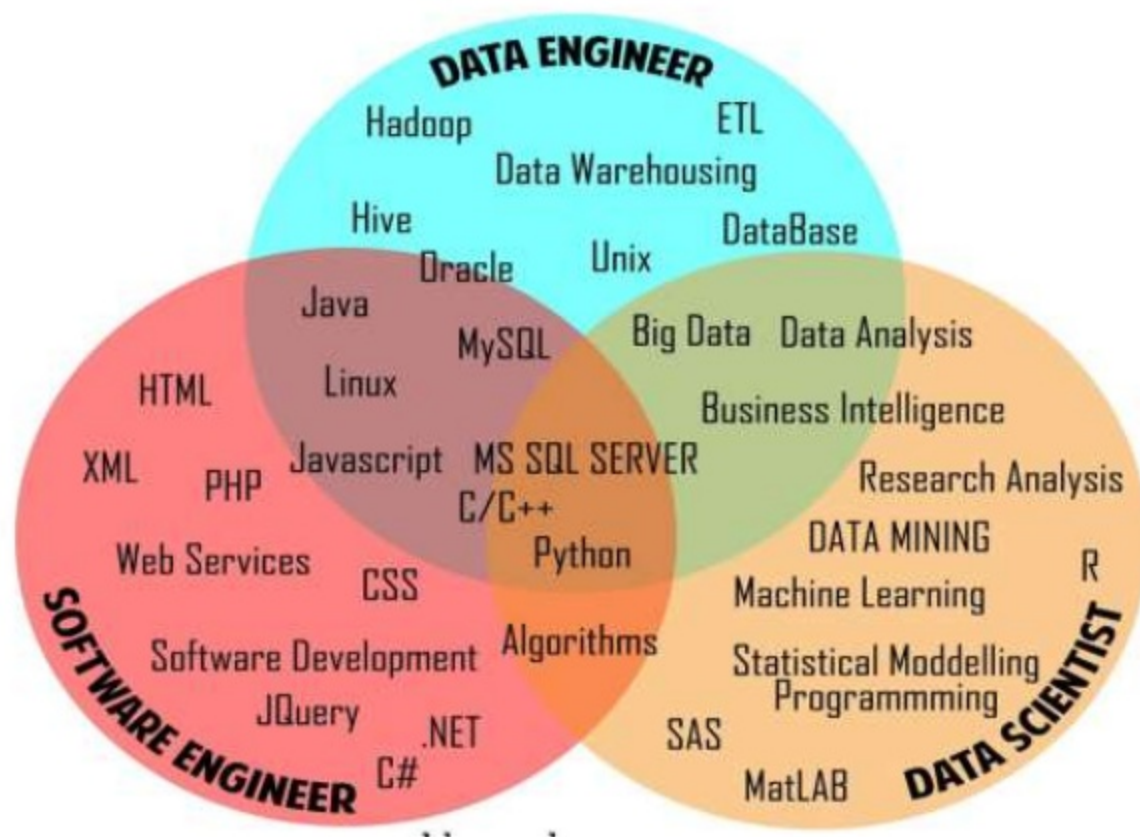 DATA ENGINEER
Hadoop
ETL
Data Warehousing
Hive
DataBase
Oracle
Unix
Java
MySQL
Big Data
Data Analysis
HTML
Linux
Business Intelligence
XML
PHP
Javascript
MS SQL SERVER
Research Analysis
C/C++
DATA MINING
Web Services
Python
R
CSS
Machine Learning
Software Development
Algorithms
Statistical Moddelling
Programmming
JQuery
.NET
SAS
C#
MatLAB
SOFTWARE ENGINEER
DATA SCIENTIST